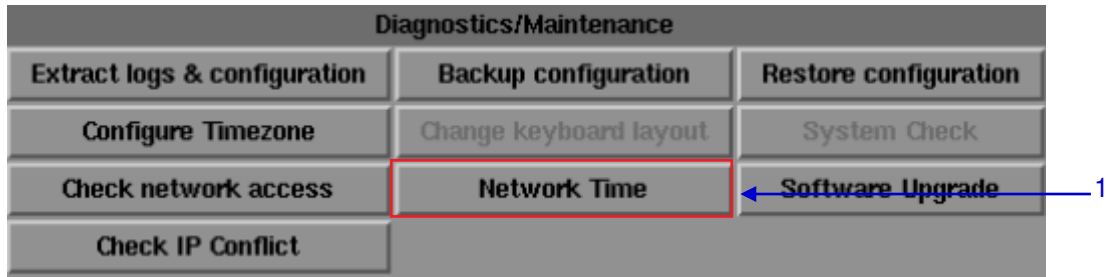 Diagnostics/Maintenance
Extract logs & configuration Backup configuration Restore configuration
Configure Timezone Change keyboard layout System Check
Check network access Network Time Software Upgrade 1
Check IP Conflict